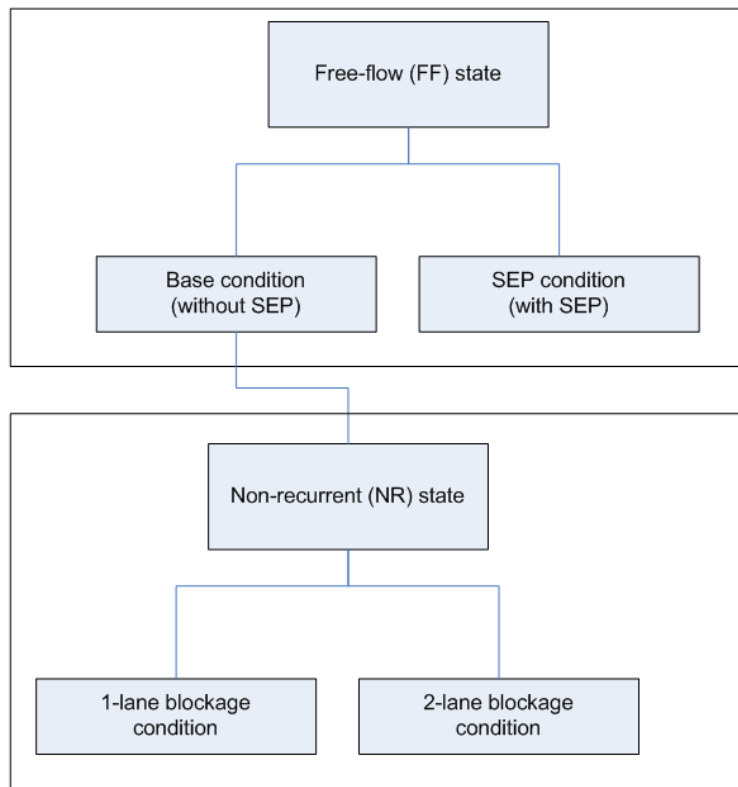 Free-flow (FF) state
Base condition
(without SEP)
SEP condition
(with SEP)
Non-recurrent (NR) state
1-lane blockage
condition
2-lane blockage
condition